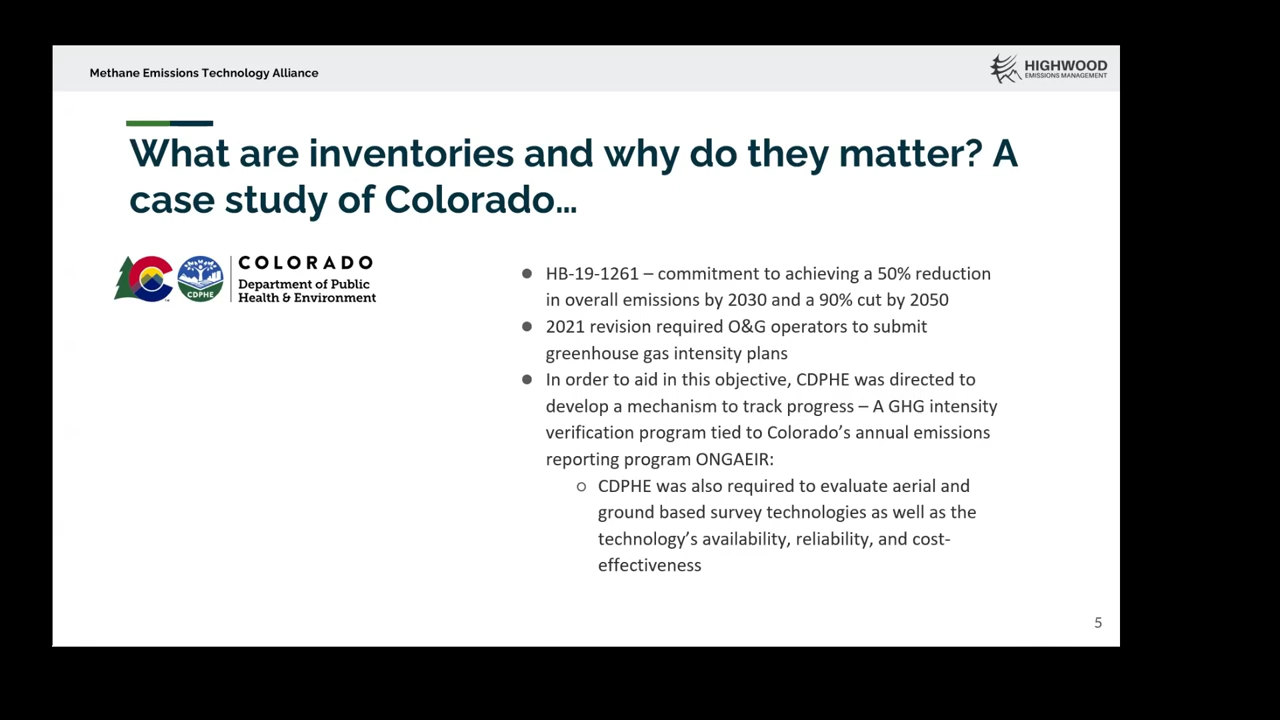 Methane Emissions Technology Alliance
HIGHWOOD
EMISSIONS MANAGEMENT
What are inventories and why do they matter? A
case study of Colorado…
COLORADO
Department of Public
Health & Environment
CDPHE
TM
● HB-19-1261 – commitment to achieving a 50% reduction
in overall emissions by 2030 and a 90% cut by 2050
● 2021 revision required O&G operators to submit
greenhouse gas intensity plans
● In order to aid in this objective, CDPHE was directed to
develop a mechanism to track progress – A GHG intensity
verification program tied to Colorado’s annual emissions
reporting program ONGAEIR:
○ CDPHE was also required to evaluate aerial and
ground based survey technologies as well as the
technology’s availability, reliability, and cost-
effectiveness
5